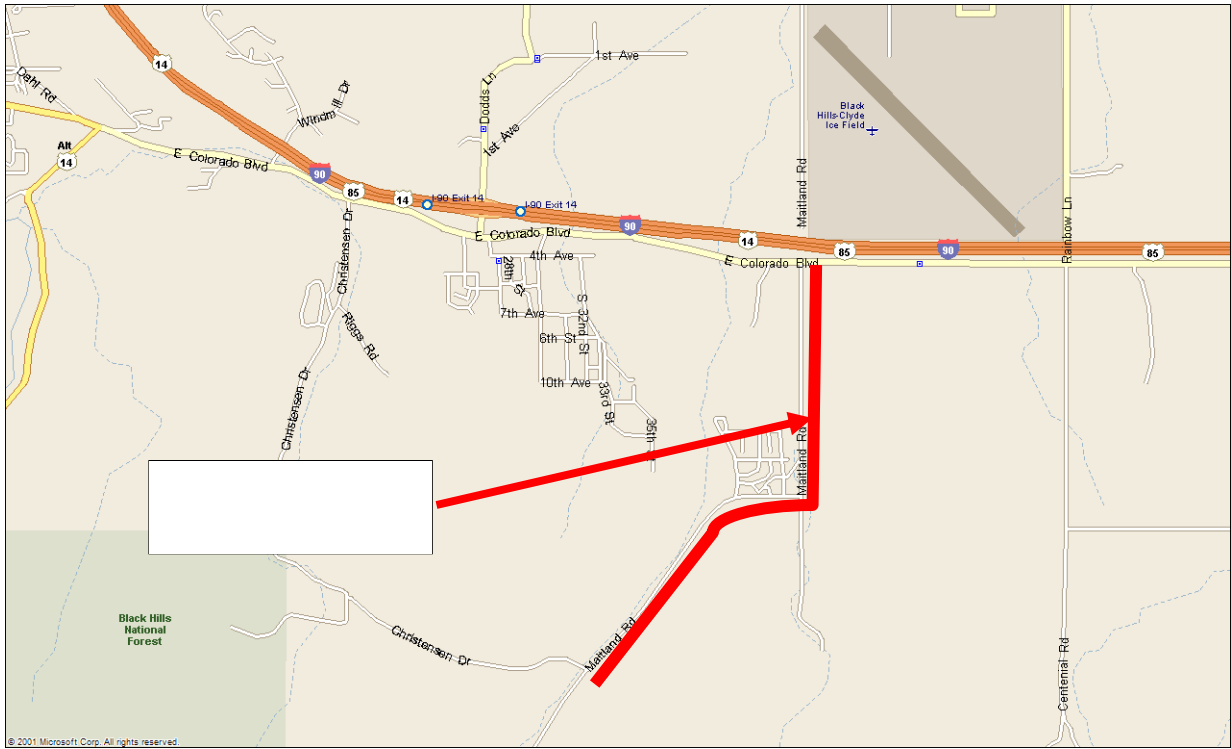 14
Dahl Rd
Alt
14
E Colorado Blvd
Windmill Dr
90
85
14
I-90 Exit 14
I-90 Exit 14
Dodds Ln
1st Ave
1st Ave
Maitland Rd
Black
Hills-Clyde
Ice Field
Rainbow Ln
E Colorado Blvd
90
14
85
90
85
E Colorado Blvd
Christensen Dr
Riggs Rd
Christensen Dr
4th Ave
28th St
7th Ave
S 32nd St
6th St
10th Ave
33rd St
35th St
Maitland Rd
Black Hills
National
Forest
Christensen Dr
Maitland Rd
Centenial Rd
© 2001 Microsoft Corp. All rights reserved.